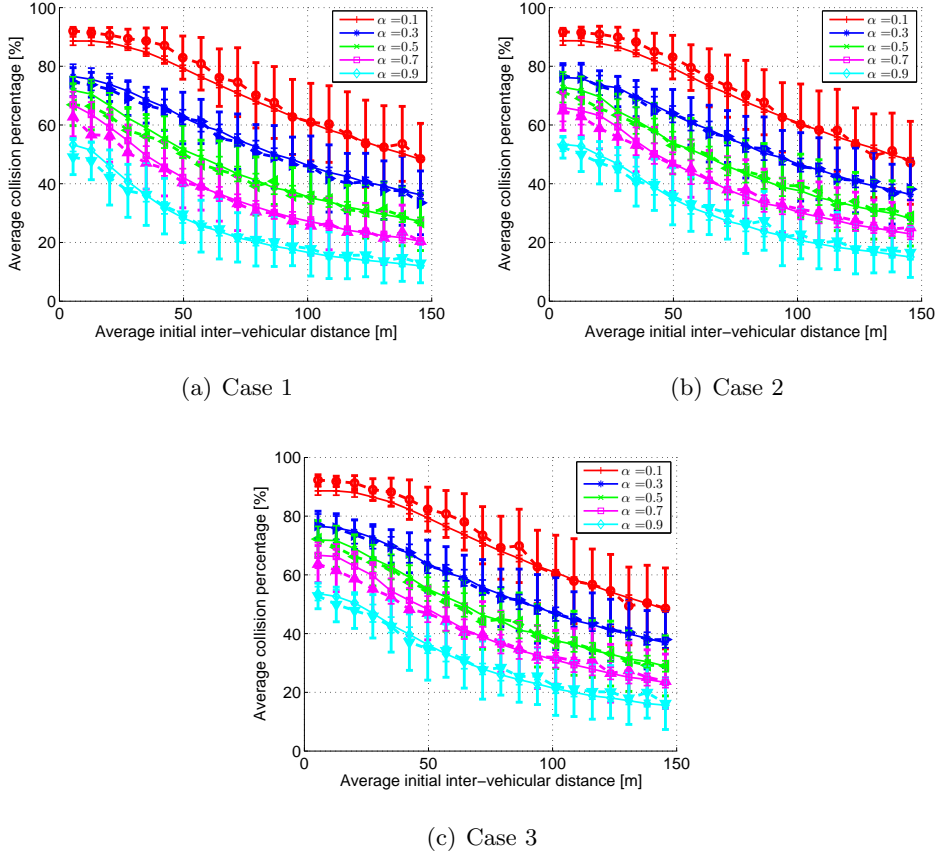 100
80
60
40
20
0
0
50
100
150
Average collision percentage [%]
Average initial inter−vehicular distance [m]
α =0.1
α =0.3
α =0.5
α =0.7
α =0.9
(a) Case 1
100
80
60
40
20
0
0
50
100
150
Average collision percentage [%]
Average initial inter−vehicular distance [m]
α =0.1
α =0.3
α =0.5
α =0.7
α =0.9
(b) Case 2
100
80
60
40
20
0
0
50
100
150
Average collision percentage [%]
Average initial inter−vehicular distance [m]
α =0.1
α =0.3
α =0.5
α =0.7
α =0.9
(c) Case 3